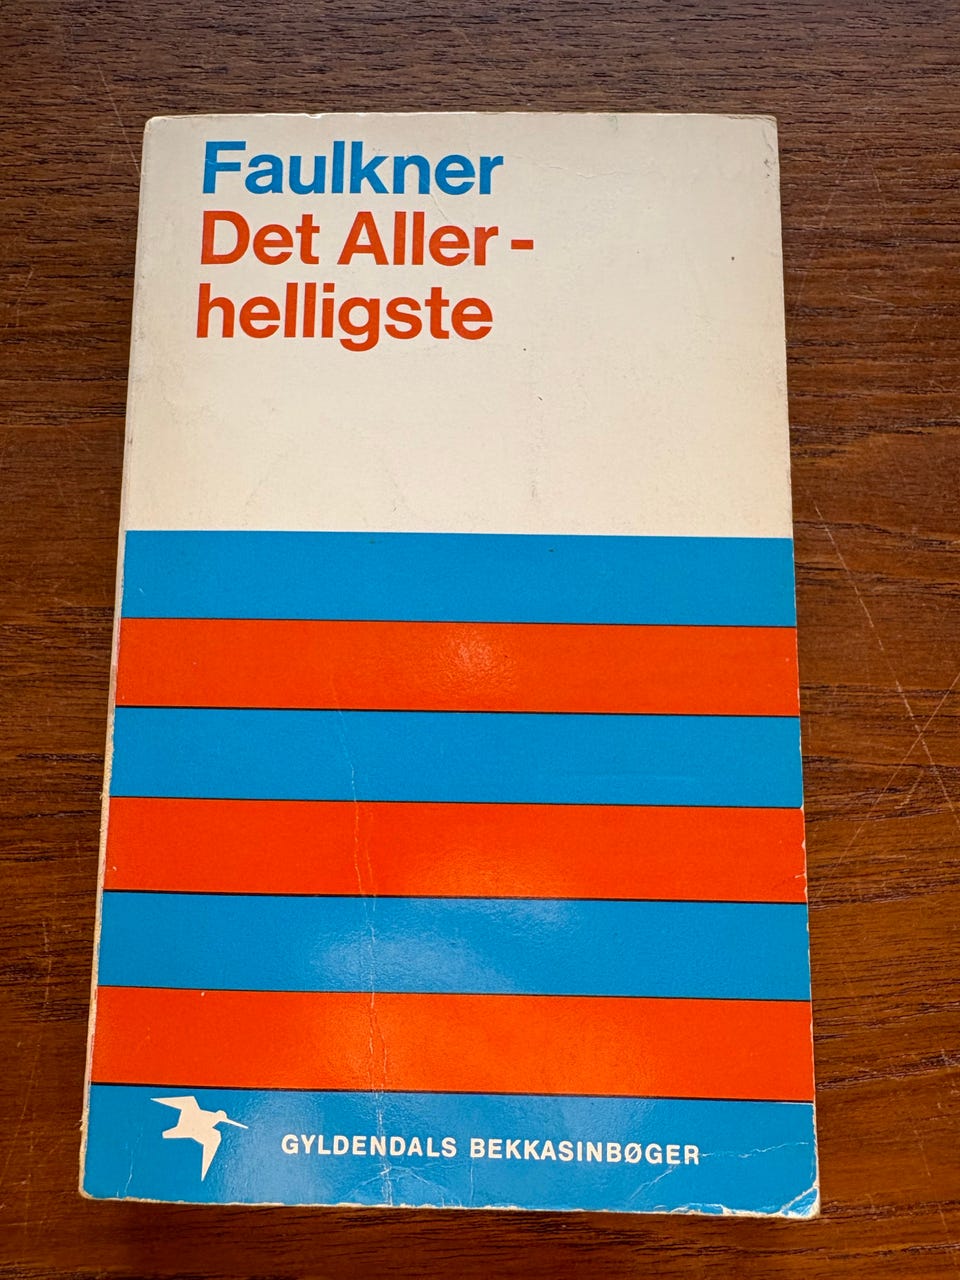 Faulkner
Det Aller-
helligste
GYLDENDALS BEKKASINBØGER